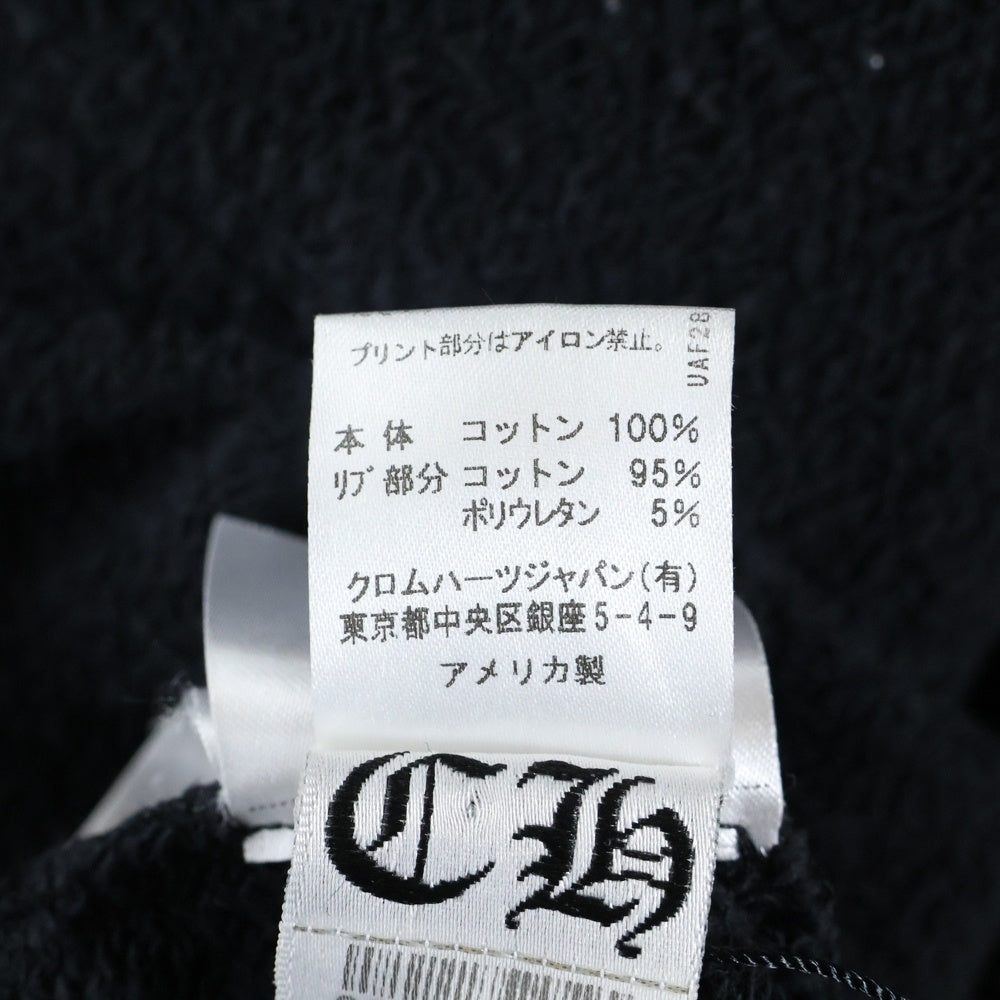 プリント部分はアイロン禁止。
UAF28
本体 コットン 100%
リブ部分 コットン 95%
ポリウレタン 5%
クロムハーツジャパン(有)
東京都中央区銀座5-4-9
アメリカ製
CH